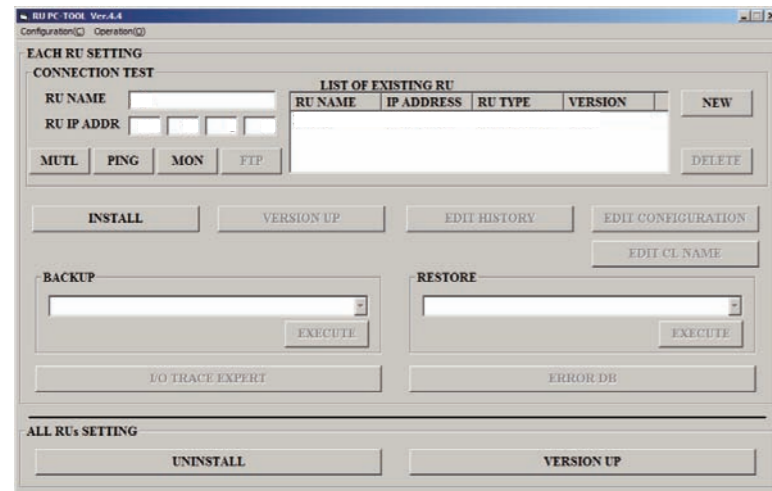 RU PC-TOOL Ver.4.4
Configuration(C) Operation(O)
EACH RU SETTING
CONNECTION TEST
RU NAME
RU IP ADDR
LIST OF EXISTING RU
RU NAME IP ADDRESS RU TYPE VERSION
NEW
MUTL PING MON FTP
DELETE
INSTALL VERSION UP EDIT HISTORY EDIT CONFIGURATION
EDIT CL NAME
BACKUP RESTORE
EXECUTE EXECUTE
I/O TRACE EXPERT ERROR DB
ALL RUs SETTING
UNINSTALL VERSION UP